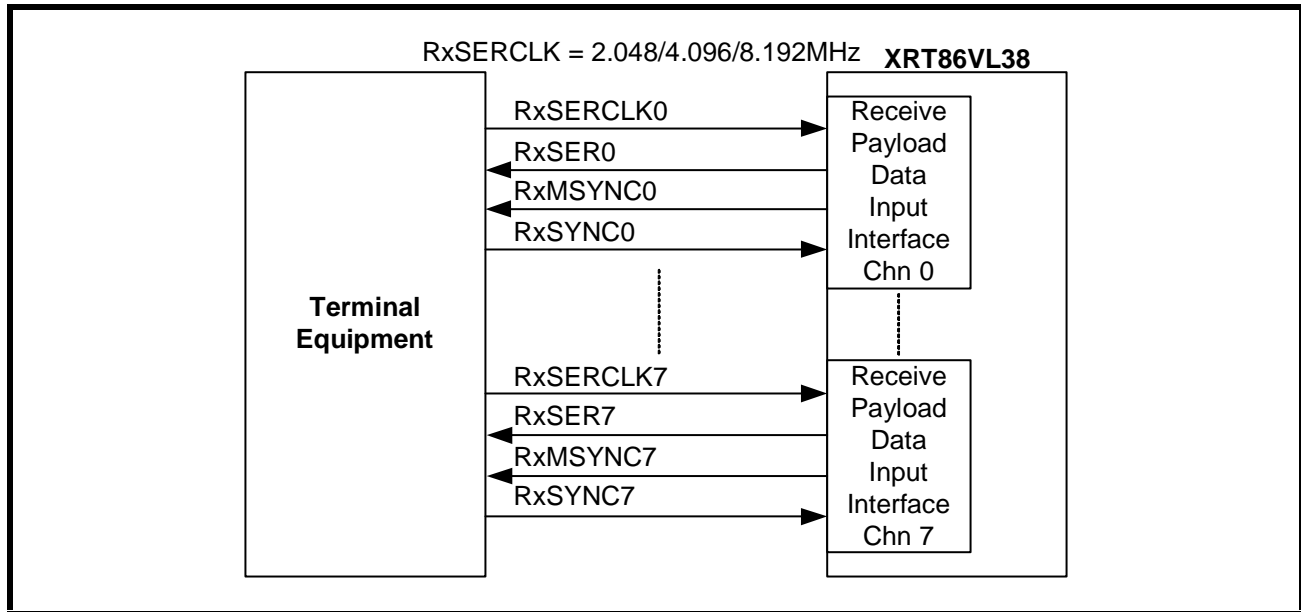 RxSERCLK = 2.048/4.096/8.192MHz
XRT86VL38
Terminal
Equipment
RxSERCLK0
RxSER0
RxMSYNC0
RxSYNC0
Receive
Payload
Data
Input
Interface
Chn 0
RxSERCLK7
RxSER7
RxMSYNC7
RxSYNC7
Receive
Payload
Data
Input
Interface
Chn 7